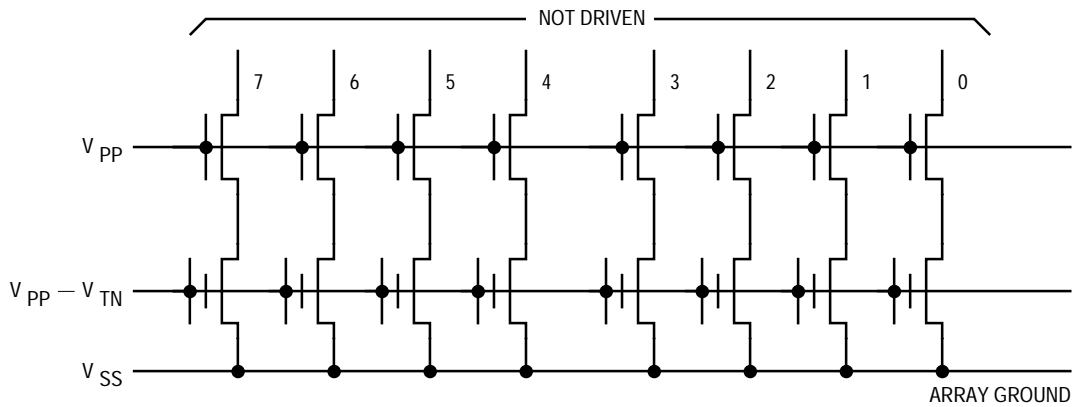 NOT DRIVEN
7 6 5 4 3 2 1 0
V PP
V PP – V TN
V SS
ARRAY GROUND